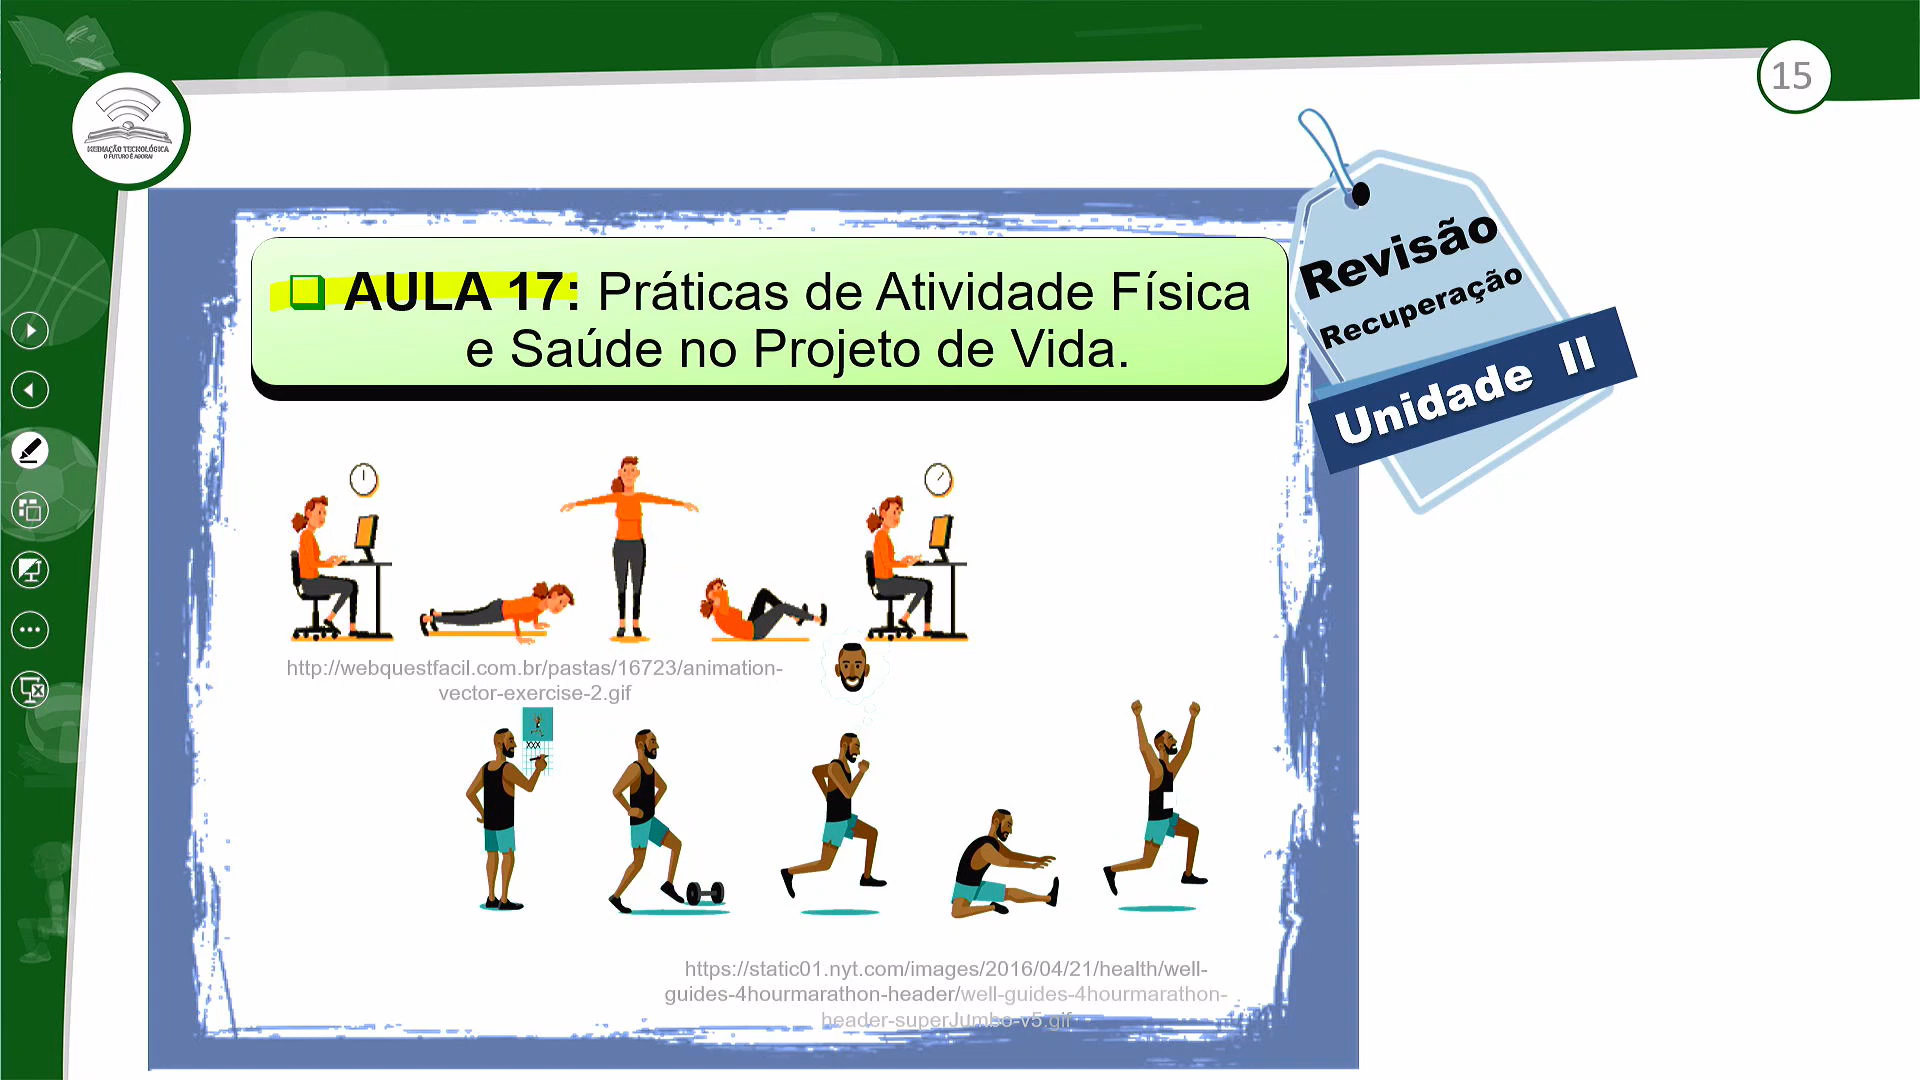 15
MEDIAÇÃO TECNOLÓGICA
O FUTURO É AGORA!
Revisão
Recuperação
Unidade II
AULA 17: Práticas de Atividade Física
e Saúde no Projeto de Vida.
http://webquestfacil.com.br/pastas/16723/animation-
vector-exercise-2.gif
XXX
https://static01.nyt.com/images/2016/04/21/health/well-
guides-4hourmarathon-header/well-guides-4hourmarathon-
header-superJumbo-v5.gif